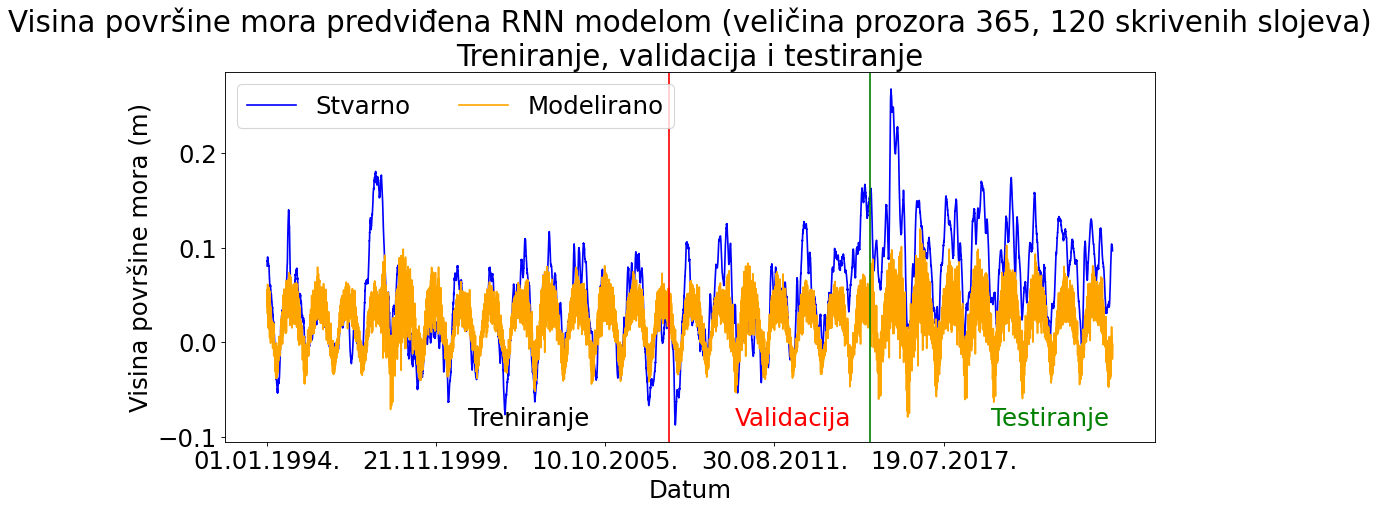 Visina površine mora predviđena RNN modelom (veličina prozora 365, 120 skrivenih slojeva)
Treniranje, validacija i testiranje
Stvarno
Modelirano
Visina površine mora (m)
0.2
0.1
0.0
−0.1
Treniranje
Validacija
Testiranje
01.01.1994.
21.11.1999.
10.10.2005.
30.08.2011.
19.07.2017.
Datum